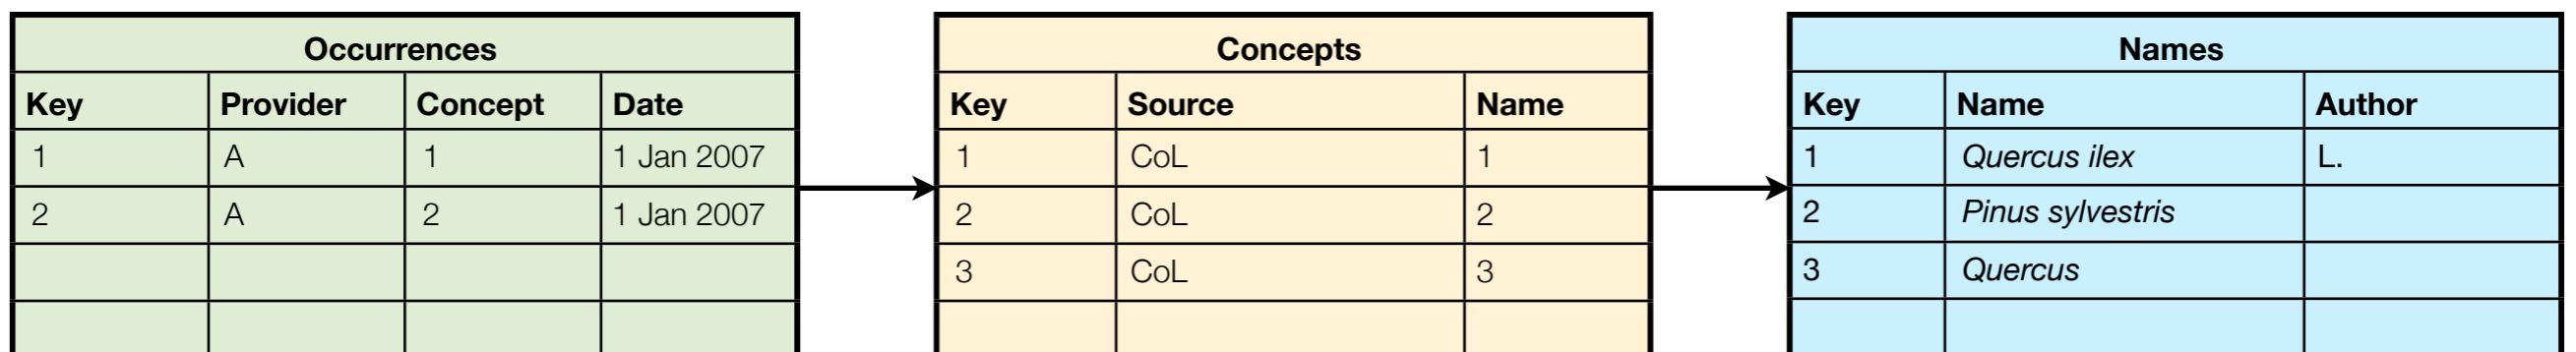 Occurrences
Key Provider Concept Date
1 A 1 1 Jan 2007
2 A 2 1 Jan 2007
Concepts
Key Source Name
1 CoL 1
2 CoL 2
3 CoL 3
Names
Key Name Author
1 Quercus ilex L.
2 Pinus sylvestris
3 Quercus